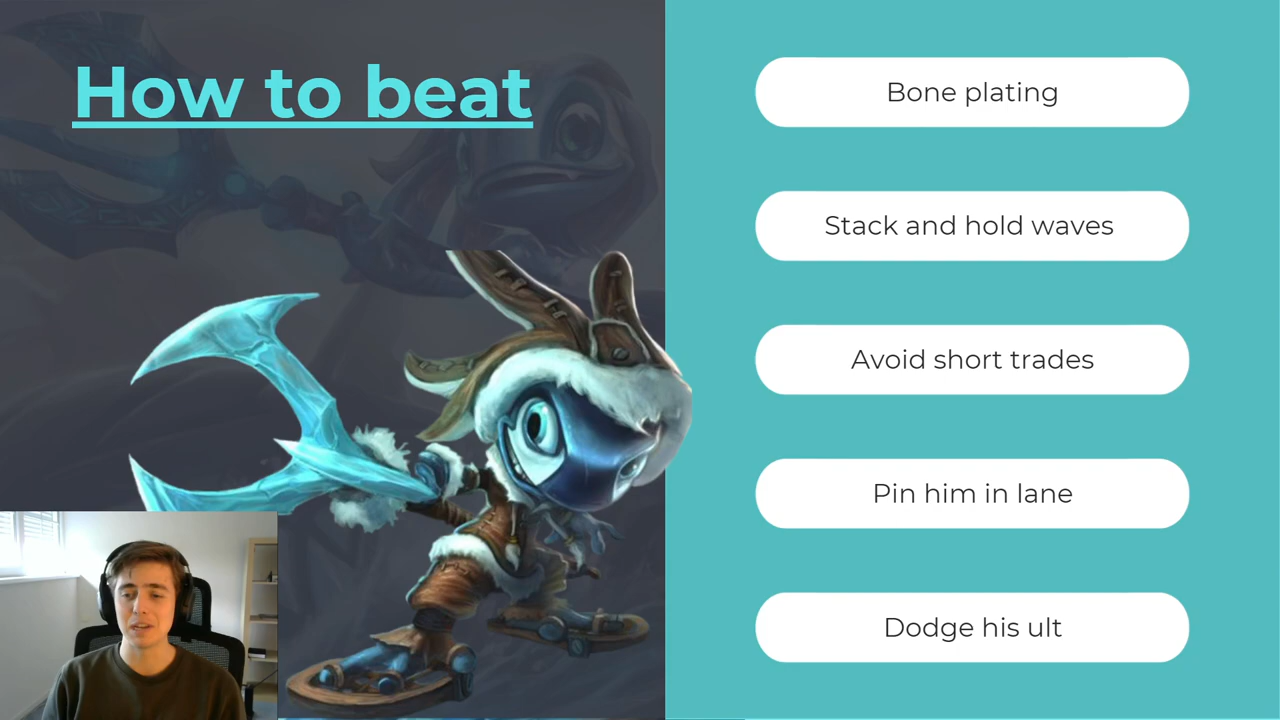 How to beat
Bone plating
Stack and hold waves
Avoid short trades
Pin him in lane
Dodge his ult